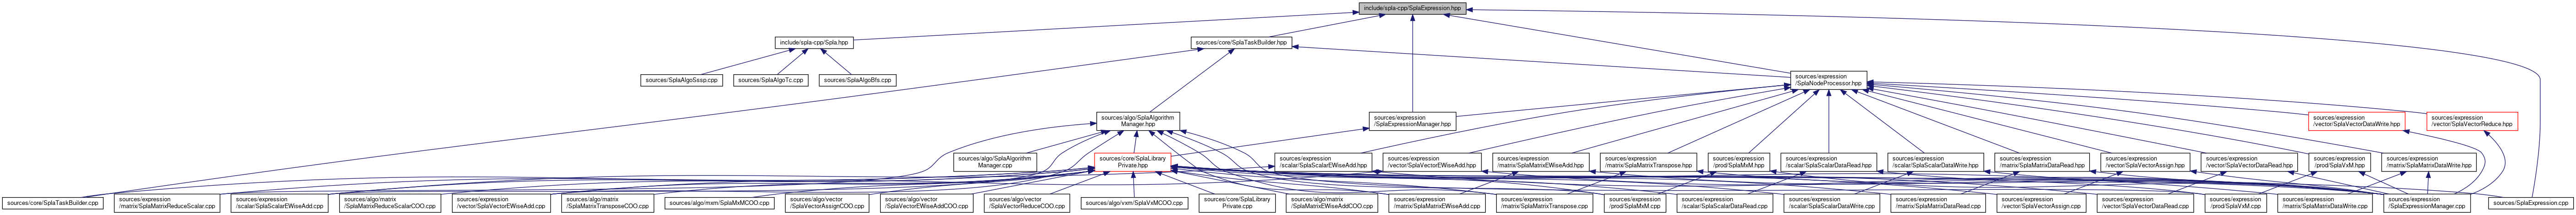 include/spla-cpp/SplaExpression.hpp
include/spla-cpp/Spla.hpp
sources/core/SplaTaskBuilder.hpp
sources/SplaAlgoSssp.cpp
sources/SplaAlgoTc.cpp
sources/SplaAlgoBfs.cpp
sources/expression
/SplaNodeProcessor.hpp
sources/algo/SplaAlgorithm
Manager.hpp
sources/expression
/SplaExpressionManager.hpp
sources/expression
/vector/SplaVectorDataWrite.hpp
sources/expression
/vector/SplaVectorReduce.hpp
sources/algo/SplaAlgorithm
Manager.cpp
sources/core/SplaLibrary
Private.hpp
sources/expression
/scalar/SplaScalarEWiseAdd.hpp
sources/expression
/vector/SplaVectorEWiseAdd.hpp
sources/expression
/matrix/SplaMatrixEWiseAdd.hpp
sources/expression
/matrix/SplaMatrixTranspose.hpp
sources/expression
/prod/SplaMxM.hpp
sources/expression
/scalar/SplaScalarDataRead.hpp
sources/expression
/scalar/SplaScalarDataWrite.hpp
sources/expression
/matrix/SplaMatrixDataRead.hpp
sources/expression
/vector/SplaVectorAssign.hpp
sources/expression
/vector/SplaVectorDataRead.hpp
sources/expression
/prod/SplaVxM.hpp
sources/expression
/matrix/SplaMatrixDataWrite.hpp
sources/core/SplaTaskBuilder.cpp
sources/expression
/matrix/SplaMatrixReduceScalar.cpp
sources/expression
/scalar/SplaScalarEWiseAdd.cpp
sources/algo/matrix
/SplaMatrixReduceScalarCOO.cpp
sources/expression
/vector/SplaVectorEWiseAdd.cpp
sources/algo/matrix
/SplaMatrixTransposeCOO.cpp
sources/algo/mxm/SplaMxMCOO.cpp
sources/algo/vector
/SplaVectorAssignCOO.cpp
sources/algo/vector
/SplaVectorEWiseAddCOO.cpp
sources/algo/vector
/SplaVectorReduceCOO.cpp
sources/algo/vxm/SplaVxMCOO.cpp
sources/core/SplaLibrary
Private.cpp
sources/algo/matrix
/SplaMatrixEWiseAddCOO.cpp
sources/expression
/matrix/SplaMatrixEWiseAdd.cpp
sources/expression
/matrix/SplaMatrixTranspose.cpp
sources/expression
/prod/SplaMxM.cpp
sources/expression
/scalar/SplaScalarDataRead.cpp
sources/expression
/scalar/SplaScalarDataWrite.cpp
sources/expression
/matrix/SplaMatrixDataRead.cpp
sources/expression
/vector/SplaVectorAssign.cpp
sources/expression
/vector/SplaVectorDataRead.cpp
sources/expression
/prod/SplaVxM.cpp
sources/expression
/matrix/SplaMatrixDataWrite.cpp
sources/expression
/SplaExpressionManager.cpp
sources/SplaExpression.cpp